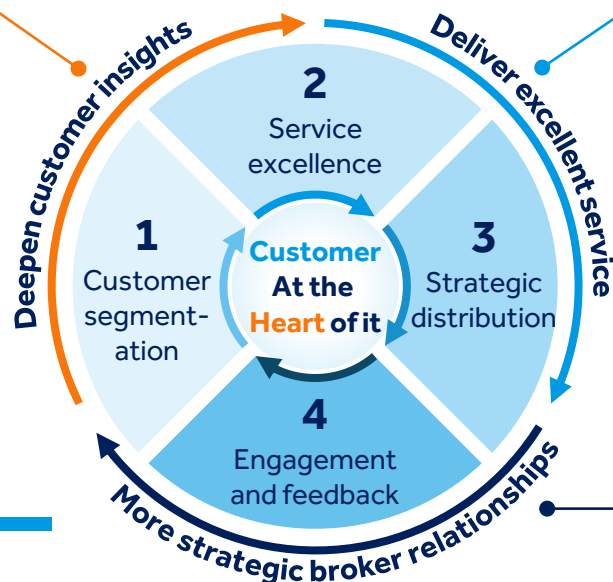 Deepen customer insights
Deliver excellent service
2
Service
excellence
1
Customer
segment-
ation
Customer
At the
Heart of it
3
Strategic
distribution
4
Engagement
and feedback
More strategic broker relationships